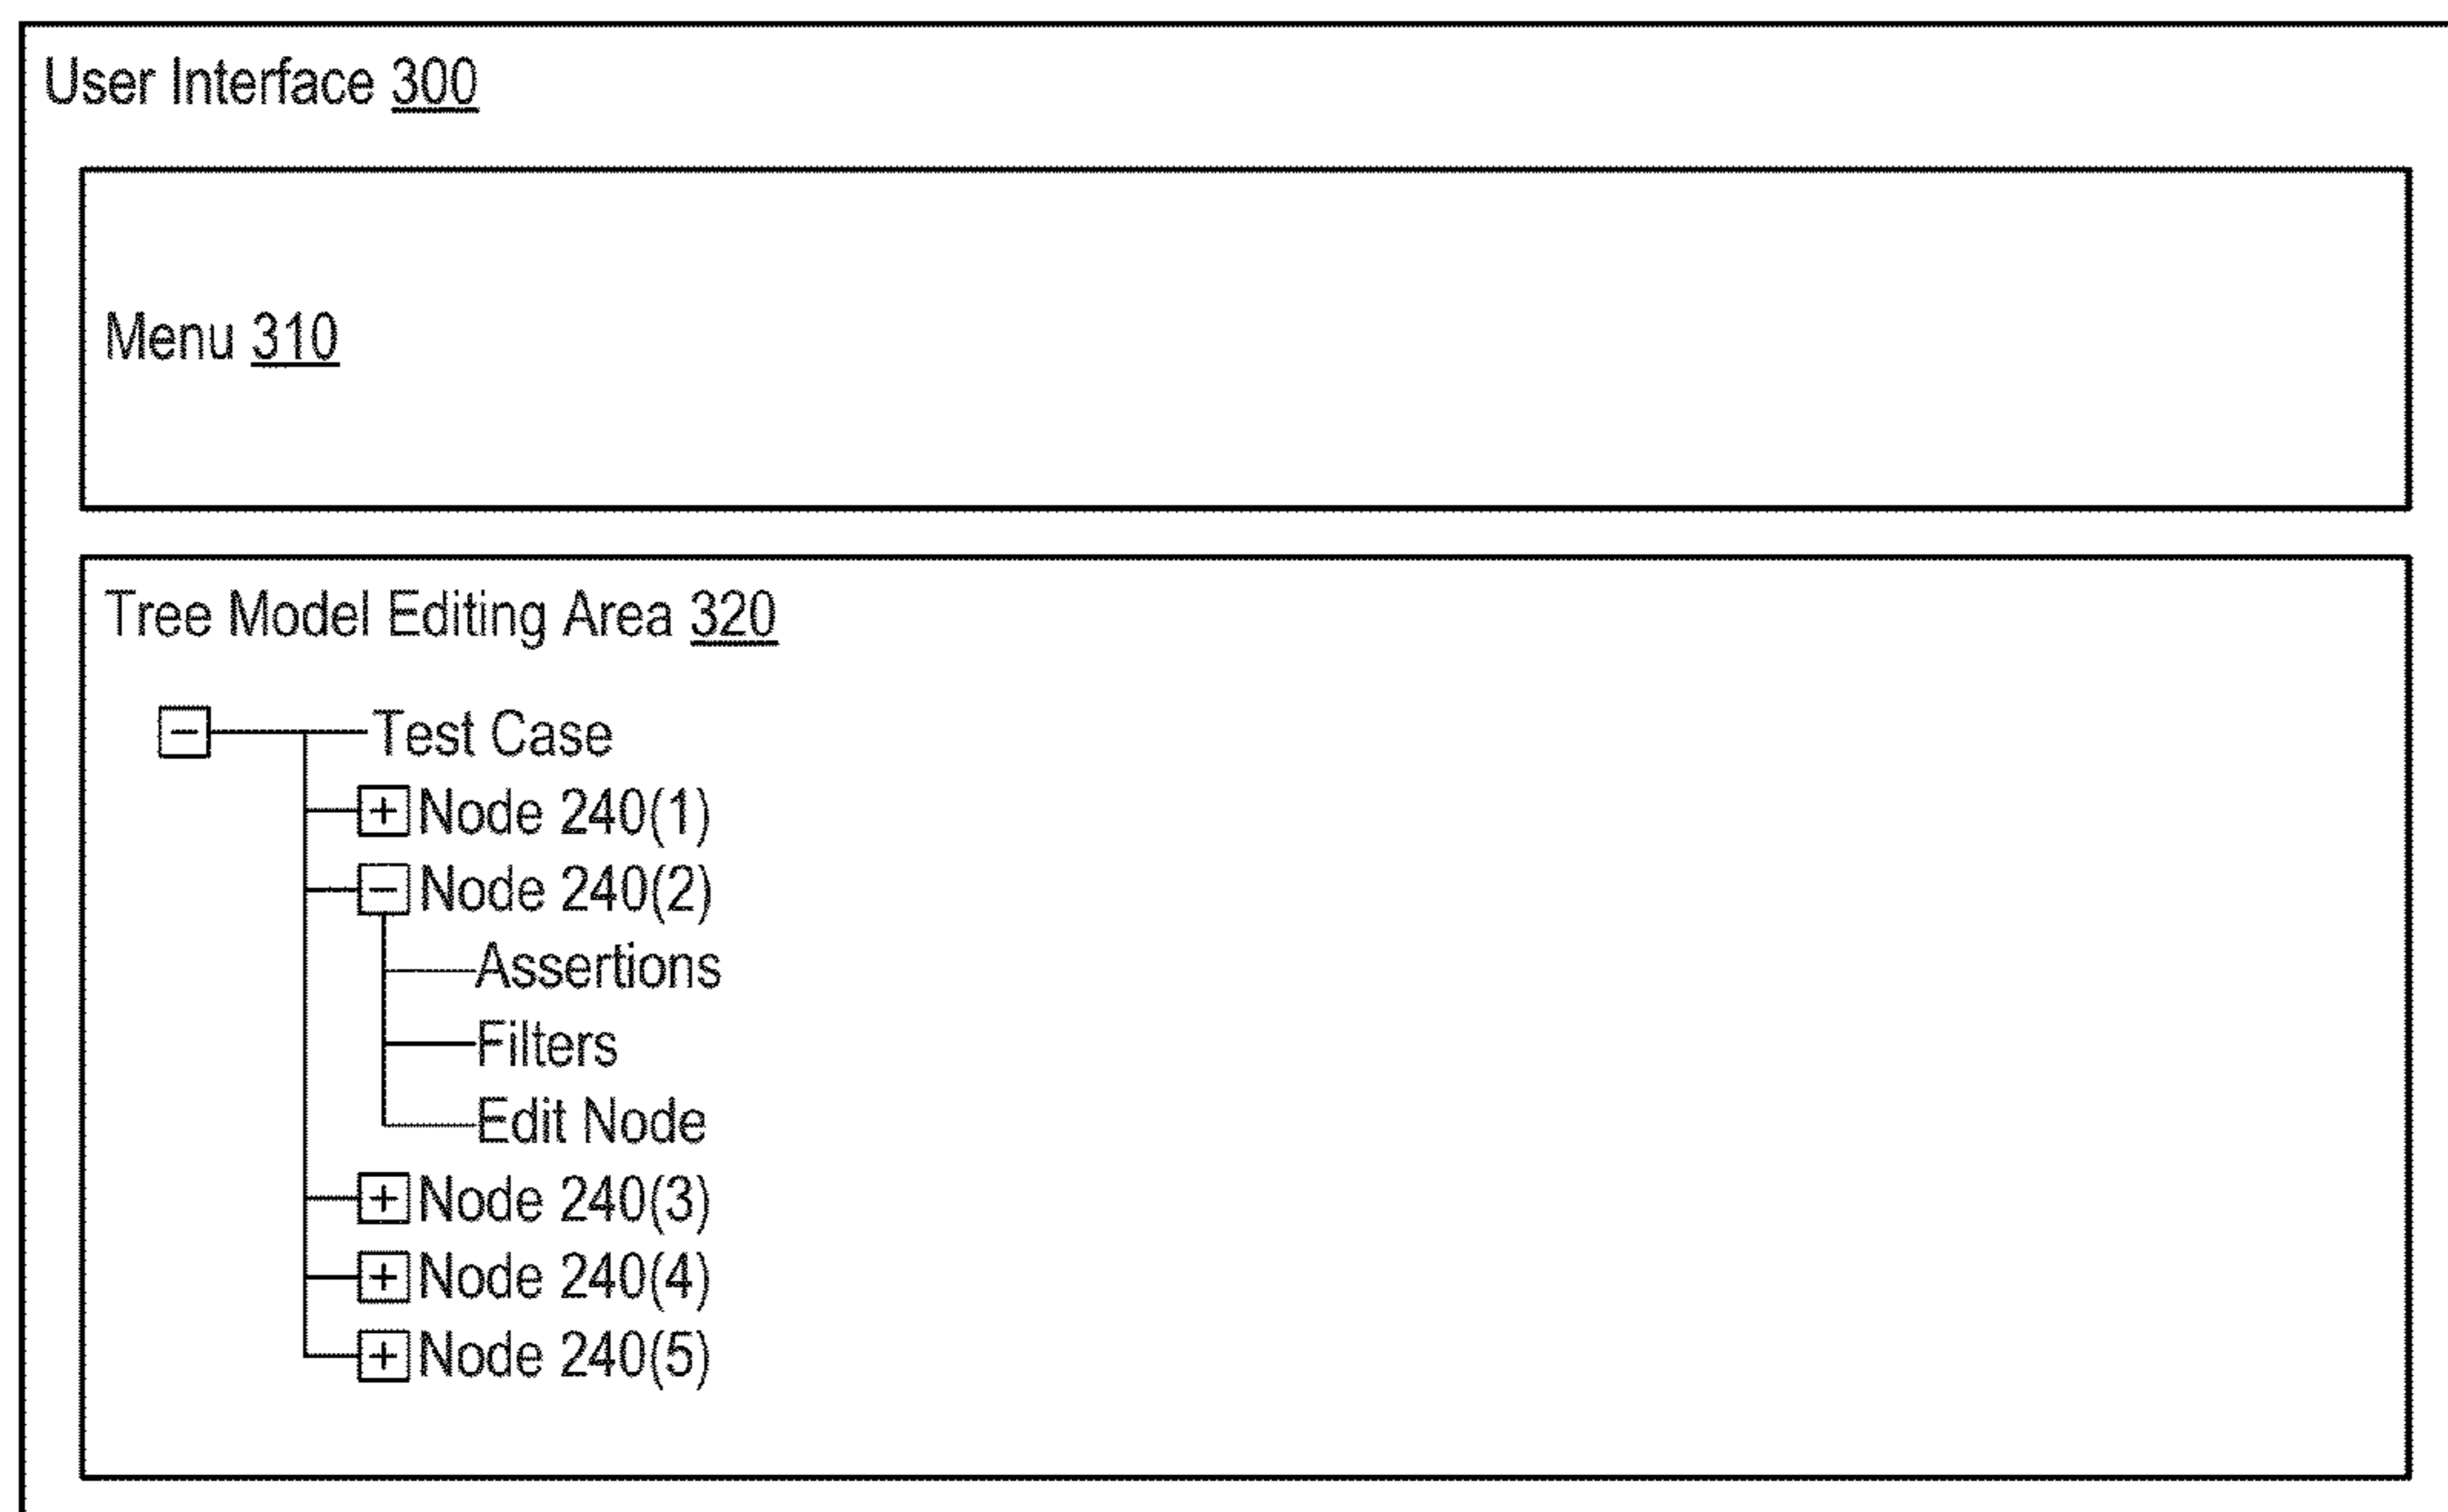 User Interface 300
Menu 310
Tree Model Editing Area 320
Test Case
Node 240(1)
Node 240(2)
Assertions
Filters
Edit Node
Node 240(3)
Node 240(4)
Node 240(5)